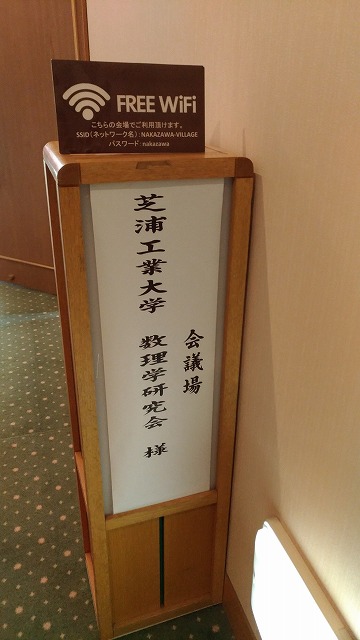 FREE WiFi
こちらの会場でご利用頂けます。
SSID(ネットワーク名):NAKAZAWA-VILLAGE
パスワード:nakazawa
会議場
芝浦工業大学 数理学研究会 様